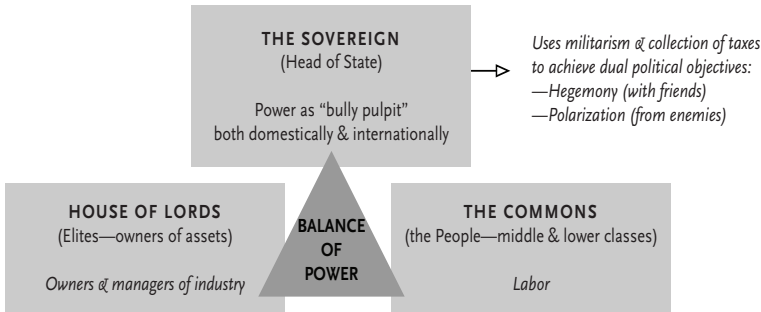 THE SOVEREIGN
(Head of State)
Power as “bully pulpit”
both domestically & internationally
Uses militarism & collection of taxes
to achieve dual political objectives:
—Hegemony (with friends)
—Polarization (from enemies)
HOUSE OF LORDS
(Elites—owners of assets)
Owners & managers of industry
BALANCE
OF
POWER
THE COMMONS
(the People—middle & lower classes)
Labor